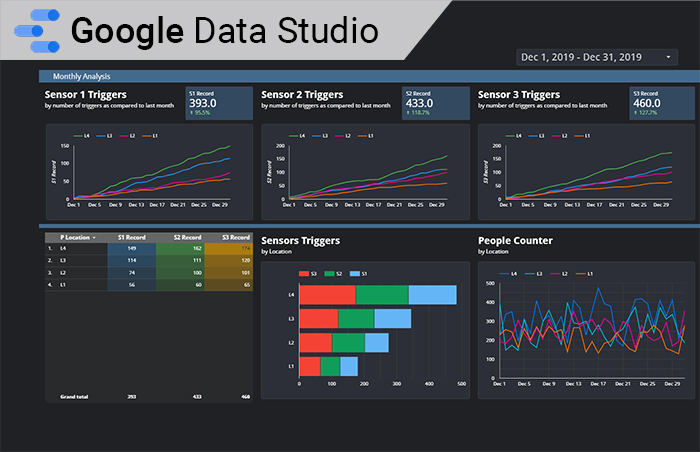 Google Data Studio
Dec 1, 2019 - Dec 31, 2019
Monthly Analysis
Sensor 1 Triggers
by number of triggers as compared to last month
S1 Record
393.0
95.5%
L4 L3 L2 L1
S1 Record
150
100
50
0
Dec 1 Dec 5 Dec 9 Dec 13 Dec 17 Dec 21 Dec 25 Dec 29
Sensor 2 Triggers
by number of triggers as compared to last month
S2 Record
433.0
118.7%
L4 L3 L2 L1
S2 Record
200
150
100
50
0
Dec 1 Dec 5 Dec 9 Dec 13 Dec 17 Dec 21 Dec 25 Dec 29
Sensor 3 Triggers
by number of triggers as compared to last month
S3 Record
460.0
127.7%
L4 L3 L2 L1
S3 Record
200
150
100
50
0
Dec 1 Dec 5 Dec 9 Dec 13 Dec 17 Dec 21 Dec 25 Dec 29
P Location S1 Record S2 Record S3 Record
1. L4 149 162 174
2. L3 114 111 120
3. L2 74 100 101
4. L1 56 60 65
Grand total 393 433 460
Sensors Triggers
by Location
S3 S2 S1
L4
L3
L2
L1
0 100 200 300 400 500
People Counter
by Location
L4 L3 L2 L1
500
400
300
200
100
0
Dec 1 Dec 5 Dec 9 Dec 13 Dec 17 Dec 21 Dec 25 Dec 29